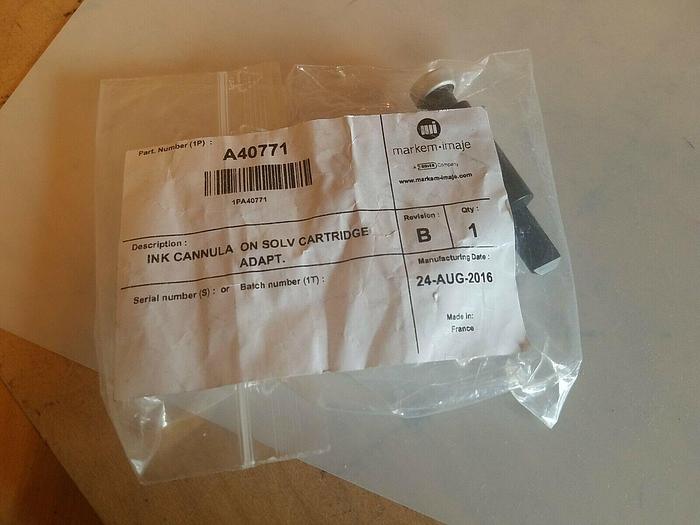 Part. Number (1P) :
A40771
1PA40771
mi
markem·imaje
A DOVER Company
www.markem-imaje.com
Description :
INK CANNULA ON SOLV CARTRIDGE
ADAPT.
Revision :
B
Qty :
1
Serial number (S) : or Batch number (1T) :
Manufacturing Date :
24-AUG-2016
Made in:
France